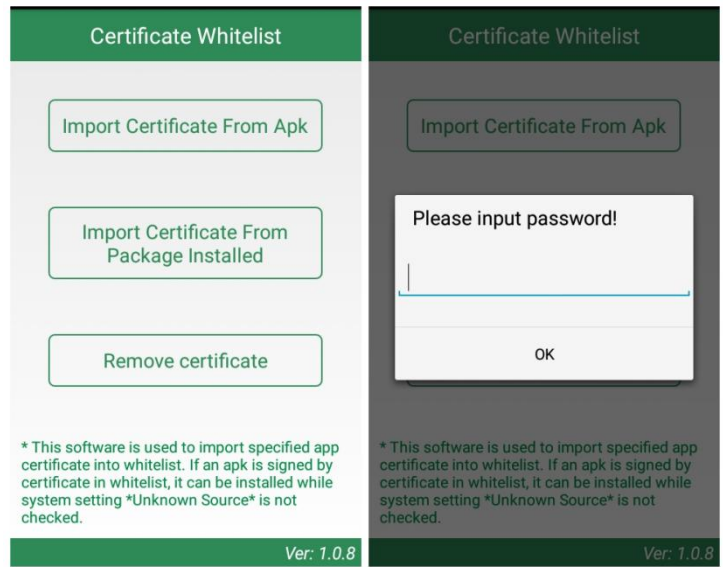 Certificate Whitelist
Import Certificate From Apk
Import Certificate From
Package Installed
Remove certificate
* This software is used to import specified app
certificate into whitelist. If an apk is signed by
certificate in whitelist, it can be installed while
system setting *Unknown Source* is not
checked.
Ver: 1.0.8
Certificate Whitelist
Import Certificate From Apk
Please input password!
OK
* This software is used to import specified app
certificate into whitelist. If an apk is signed by
certificate in whitelist, it can be installed while
system setting *Unknown Source* is not
checked.
Ver: 1.0.8